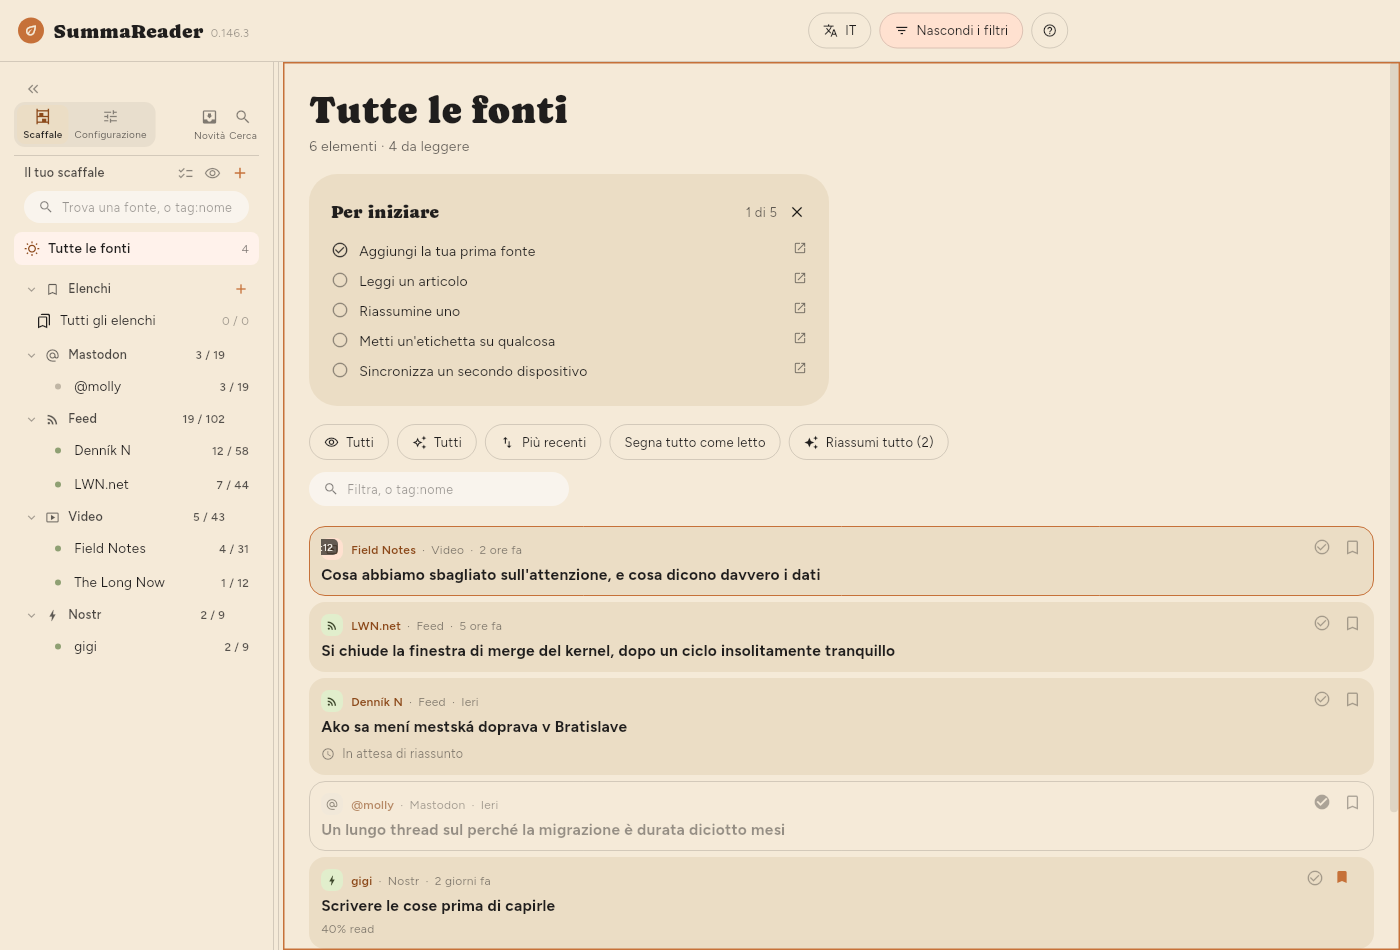 SummaReader 0.146.3
IT
Nascondi i filtri
Scaffale
Configurazione
Novità
Cerca
Il tuo scaffale
Trova una fonte, o tag:nome
Tutte le fonti 4
Elenchi
Tutti gli elenchi 0 / 0
Mastodon 3 / 19
@molly 3 / 19
Feed 19 / 102
Denník N 12 / 58
LWN.net 7 / 44
Video 5 / 43
Field Notes 4 / 31
The Long Now 1 / 12
Nostr 2 / 9
gigi 2 / 9
Tutte le fonti
6 elementi · 4 da leggere
Per iniziare 1 di 5
Aggiungi la tua prima fonte
Leggi un articolo
Riassumine uno
Metti un'etichetta su qualcosa
Sincronizza un secondo dispositivo
Tutti
Tutti
Più recenti
Segna tutto come letto
Riassumi tutto (2)
Filtra, o tag:nome
:12 Field Notes · Video · 2 ore fa
Cosa abbiamo sbagliato sull'attenzione, e cosa dicono davvero i dati
LWN.net · Feed · 5 ore fa
Si chiude la finestra di merge del kernel, dopo un ciclo insolitamente tranquillo
Denník N · Feed · Ieri
Ako sa mení mestská doprava v Bratislave
In attesa di riassunto
@molly · Mastodon · Ieri
Un lungo thread sul perché la migrazione è durata diciotto mesi
gigi · Nostr · 2 giorni fa
Scrivere le cose prima di capirle
40% read